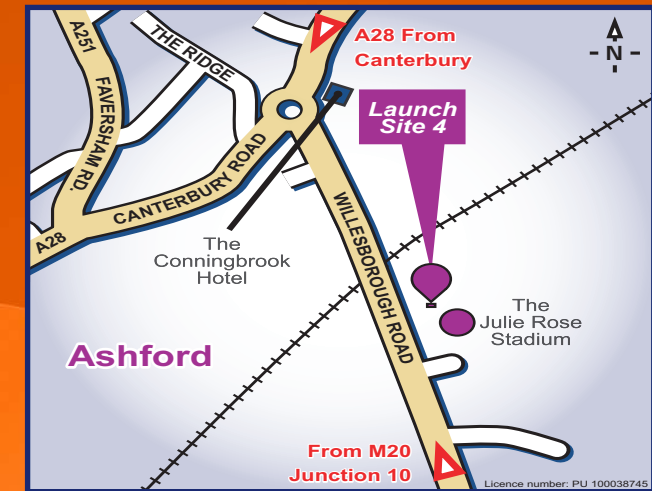 A251
FAVERSHAM RD.
THE RIDGE
A28 From
Canterbury
N
Launch
Site 4
CANTERBURY ROAD
A28
WILLESBOROUGH ROAD
The
Conningbrook
Hotel
The
Julie Rose
Stadium
Ashford
From M20
Junction 10
Licence number: PU 100038745